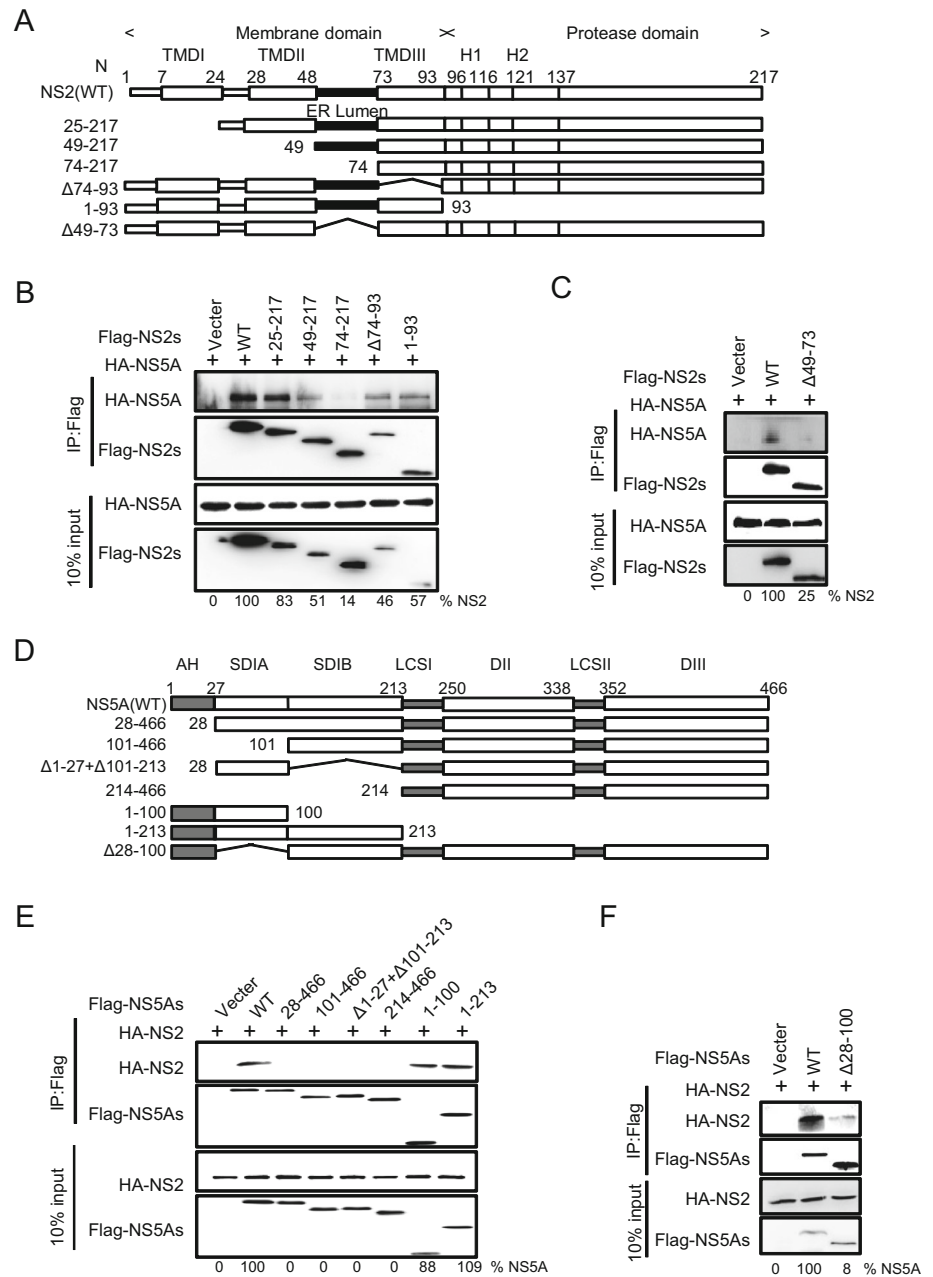 A
< Membrane domain >< Protease domain >
TMDI TMDII TMDIII H1 H2
N
1 7 24 28 48 73 93 96 116 121 137 217
NS2(WT)
ER Lumen
25-217
49-217 49
74-217 74
Δ74-93
1-93 93
Δ49-73
B
Flag-NS2s Vecter WT 25-217 49-217 74-217 Δ74-93 1-93
HA-NS5A + + + + + + +
IP:Flag
HA-NS5A
Flag-NS2s
10% input
HA-NS5A
Flag-NS2s
0 100 83 51 14 46 57 % NS2
C
Flag-NS2s Vecter WT Δ49-73
HA-NS5A + + +
IP:Flag
HA-NS5A
Flag-NS2s
10% input
HA-NS5A
Flag-NS2s
0 100 25 % NS2
D
AH SDIA SDIB LCSI DII LCSII DIII
1 27 213 250 338 352 466
NS5A(WT)
28-466 28
101-466 101
Δ1-27+Δ101-213 28
214-466 214
1-100 100
1-213 213
Δ28-100
E
Flag-NS5As Vecter WT 28-466 101-466 Δ1-27+Δ101-213 214-466 1-100 1-213
HA-NS2 + + + + + + + +
IP:Flag
HA-NS2
Flag-NS5As
10% input
HA-NS2
Flag-NS5As
0 100 0 0 0 0 88 109 % NS5A
F
Flag-NS5As Vecter WT Δ28-100
HA-NS2 + + +
IP:Flag
HA-NS2
Flag-NS5As
10% input
HA-NS2
Flag-NS5As
0 100 8 % NS5A